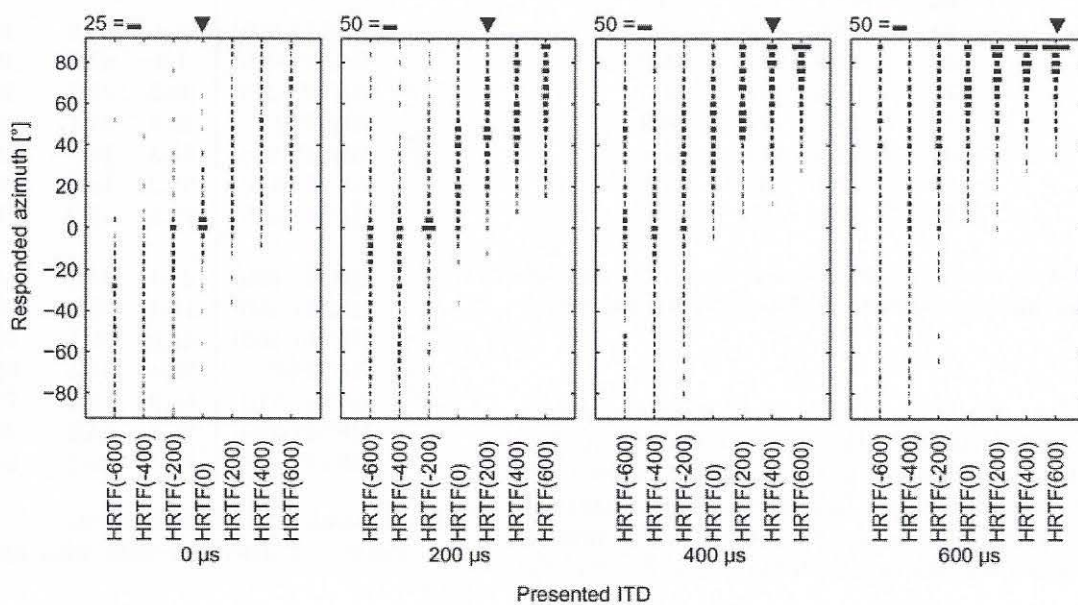 25 =
50 =
50 =
50 =
Responded azimuth [°]
80
60
40
20
0
−20
−40
−60
−80
HRTF(-600)
HRTF(-400)
HRTF(-200)
HRTF(0)
HRTF(200)
HRTF(400)
HRTF(600)
HRTF(-600)
HRTF(-400)
HRTF(-200)
HRTF(0)
HRTF(200)
HRTF(400)
HRTF(600)
HRTF(-600)
HRTF(-400)
HRTF(-200)
HRTF(0)
HRTF(200)
HRTF(400)
HRTF(600)
HRTF(-600)
HRTF(-400)
HRTF(-200)
HRTF(0)
HRTF(200)
HRTF(400)
HRTF(600)
0 µs
200 µs
400 µs
600 µs
Presented ITD